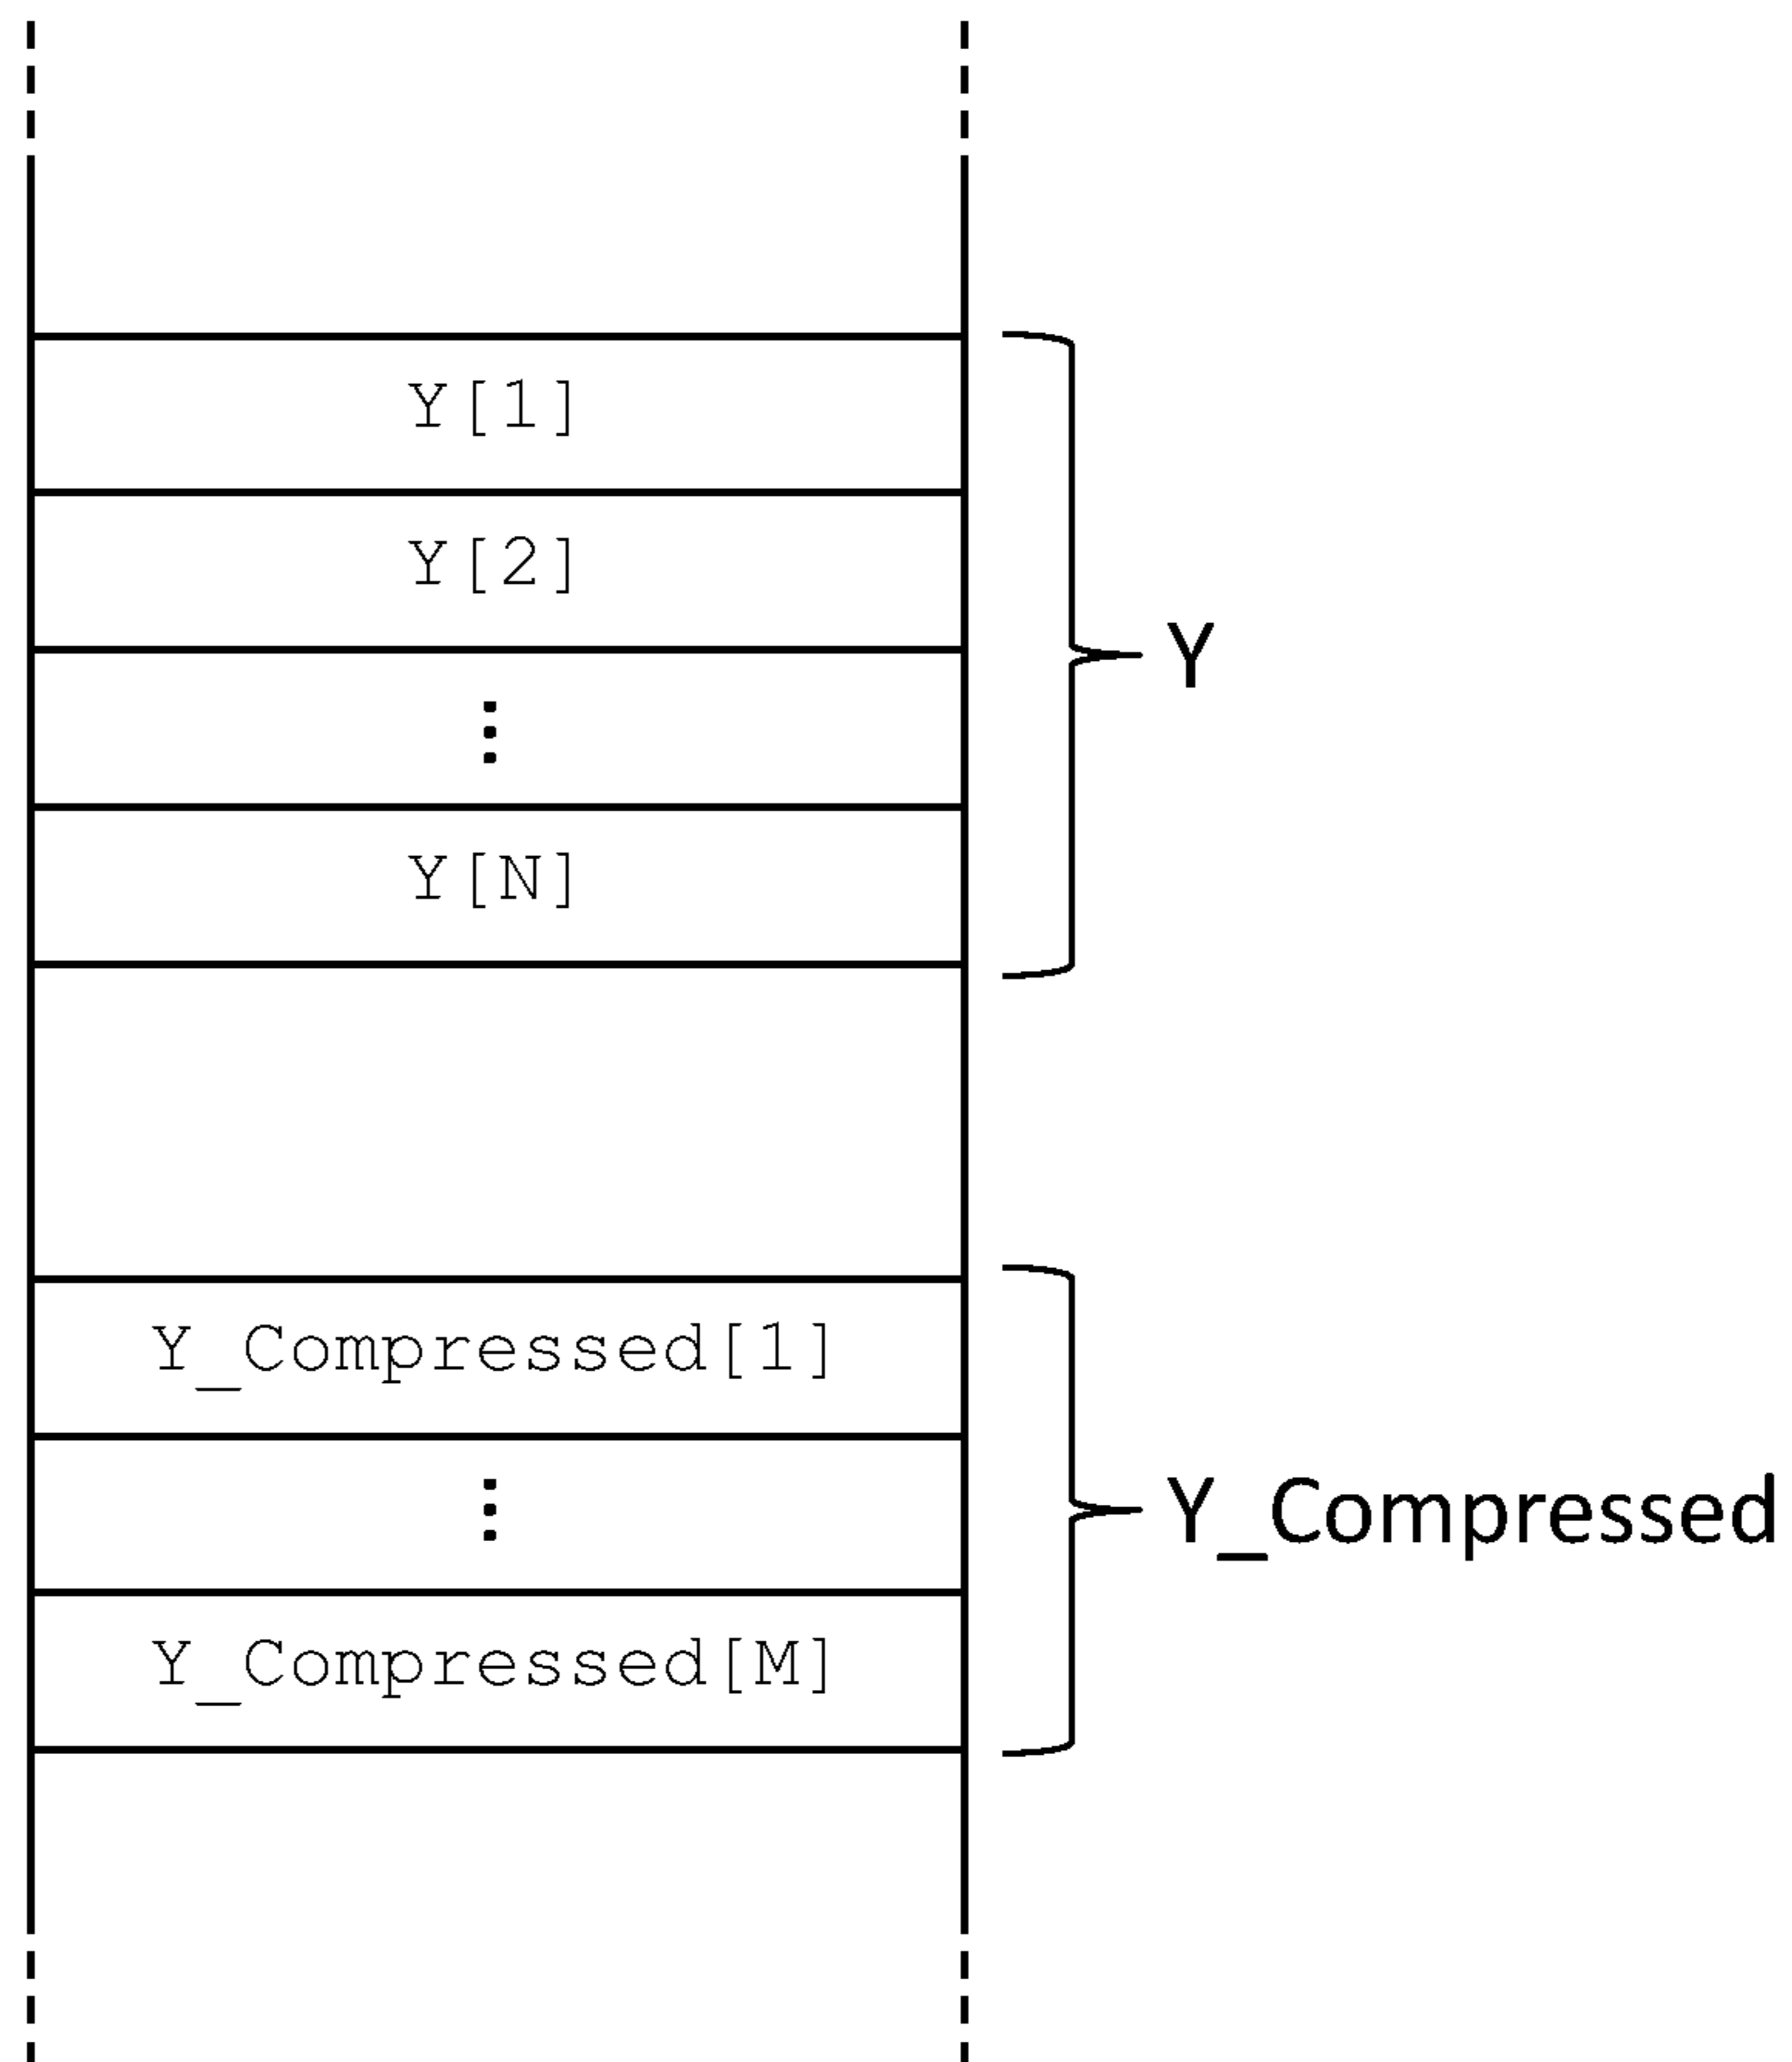 Y[1]
Y[2]
⋮
Y[N]
Y
Y_Compressed[1]
⋮
Y_Compressed[M]
Y_Compressed